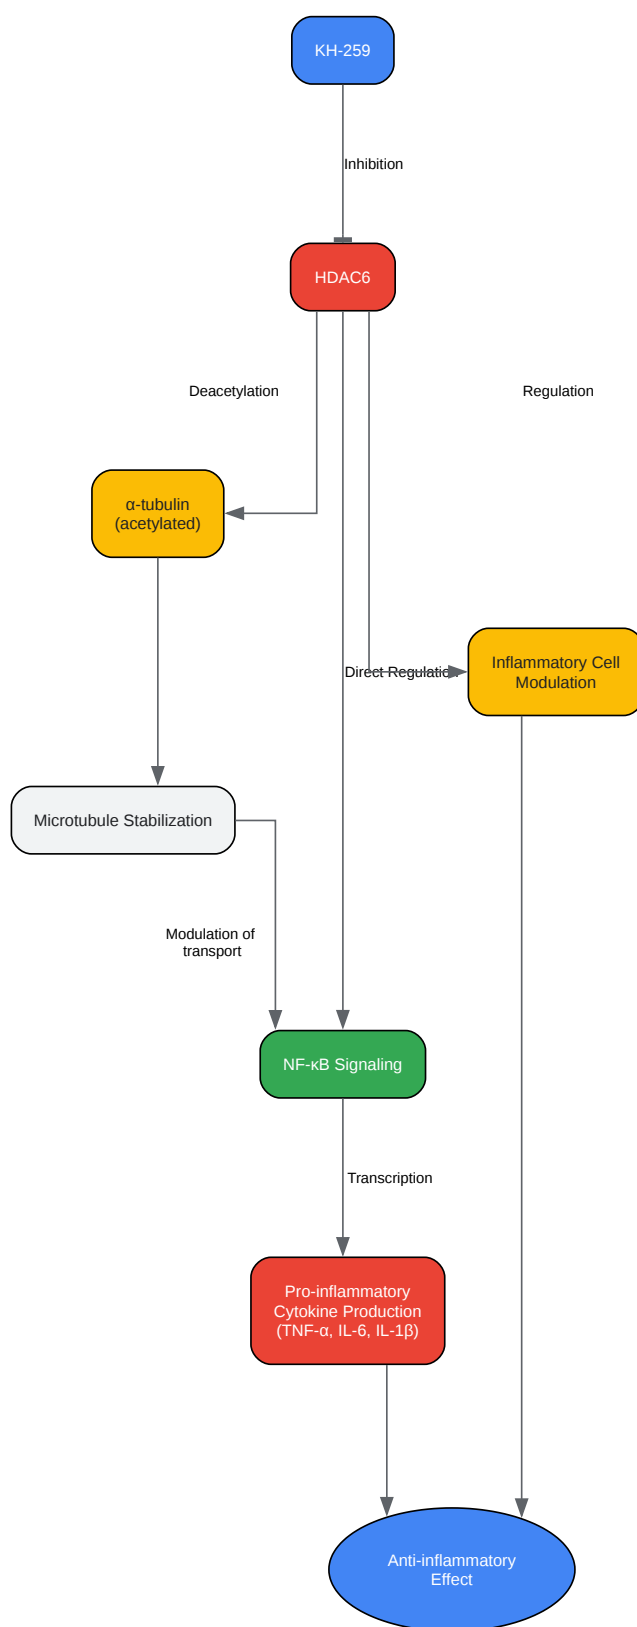 KH-259
Inhibition
HDAC6
Deacetylation
Regulation
α-tubulin
(acetylated)
Inflammatory Cell
Modulation
Direct Regulation
Microtubule Stabilization
Modulation of
transport
NF-κB Signaling
Transcription
Pro-inflammatory
Cytokine Production
(TNF-α, IL-6, IL-1β)
Anti-inflammatory
Effect